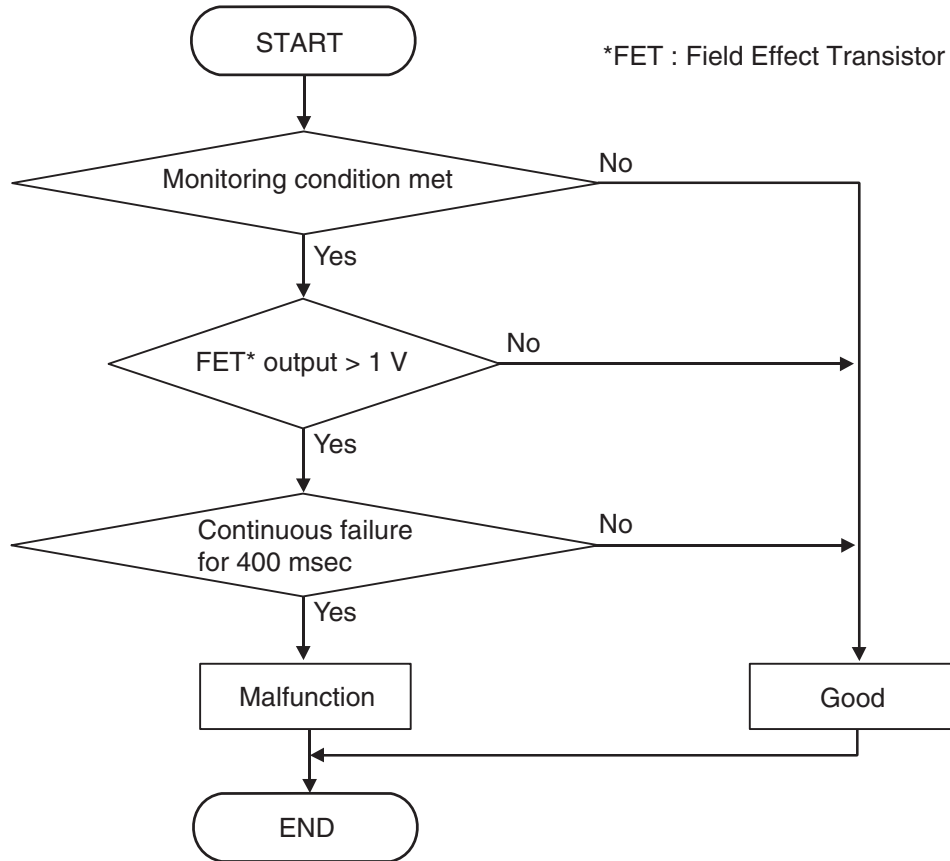 START
*FET : Field Effect Transistor
Monitoring condition met
No
Yes
FET* output > 1 V
No
Yes
Continuous failure
for 400 msec
No
Yes
Malfunction
Good
END